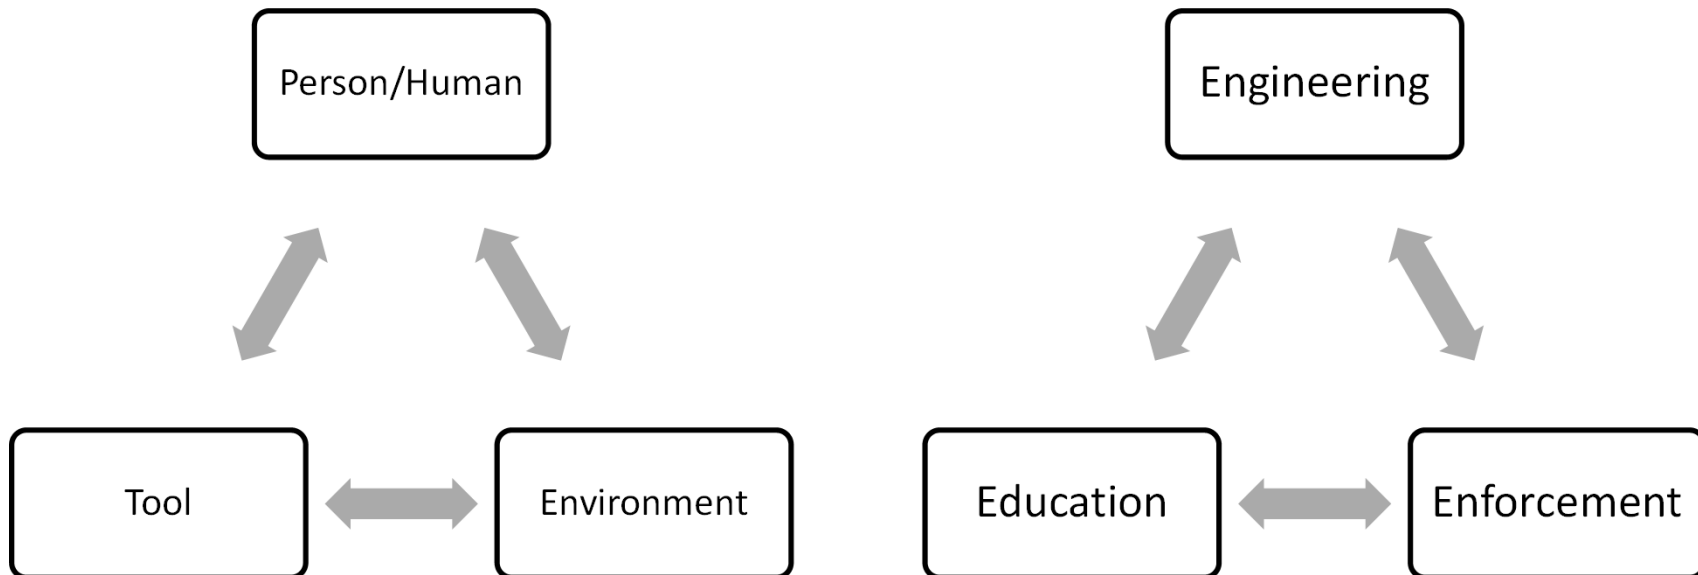 Person/Human
Engineering
Tool
Environment
Education
Enforcement